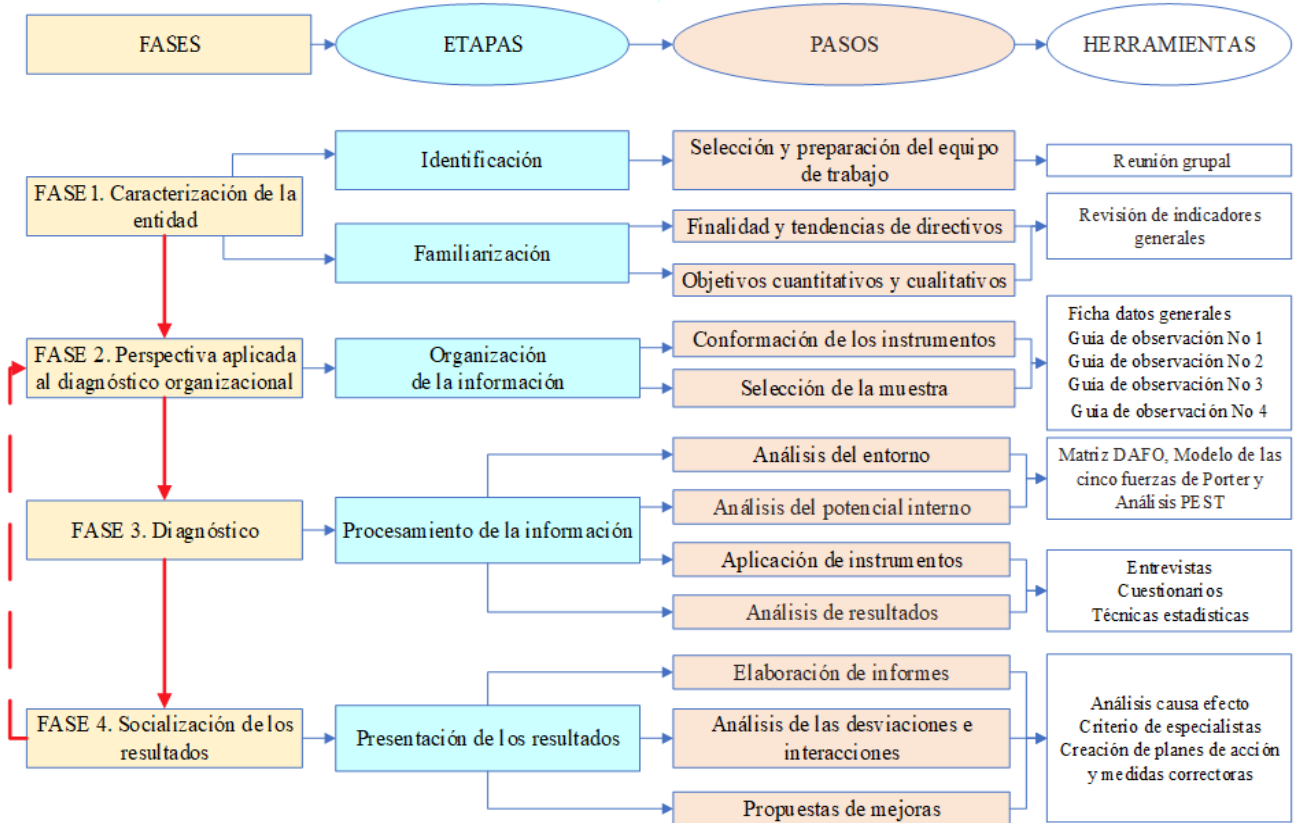 FASES
ETAPAS
PASOS
HERRAMIENTAS
FASE 1. Caracterización de la
entidad
Identificación
Selección y preparación del equipo
de trabajo
Reunión grupal
Familiarización
Finalidad y tendencias de directivos
Objetivos cuantitativos y cualitativos
Revisión de indicadores
generales
FASE 2. Perspectiva aplicada
al diagnóstico organizacional
Organización
de la información
Conformación de los instrumentos
Selección de la muestra
Ficha datos generales
Guía de observación No 1
Guía de observación No 2
Guía de observación No 3
Guía de observación No 4
FASE 3. Diagnóstico
Procesamiento de la información
Análisis del entorno
Análisis del potencial interno
Matriz DAFO, Modelo de las
cinco fuerzas de Porter y
Análisis PEST
Aplicación de instrumentos
Análisis de resultados
Entrevistas
Cuestionarios
Técnicas estadísticas
FASE 4. Socialización de los
resultados
Presentación de los resultados
Elaboración de informes
Análisis de las desviaciones e
interacciones
Propuestas de mejoras
Análisis causa efecto
Criterio de especialistas
Creación de planes de acción
y medidas correctoras